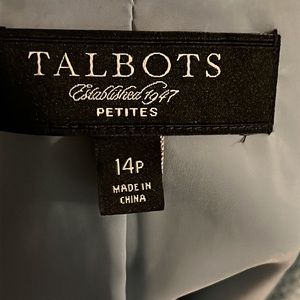 TALBOTS
Established 1947
PETITES
14P
MADE IN
CHINA